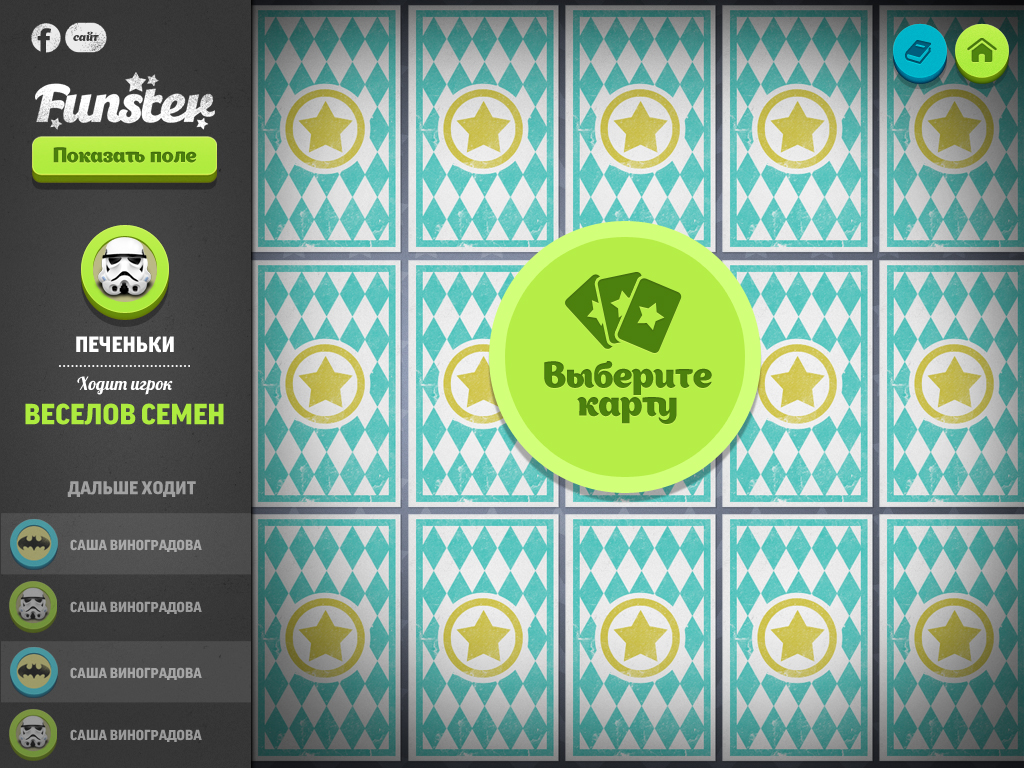 f
сайт
Funster
Показать поле
ПЕЧЕНЬКИ
Ходит игрок
ВЕСЕЛОВ СЕМЕН
ДАЛЬШЕ ХОДИТ
САША ВИНОГРАДОВА
САША ВИНОГРАДОВА
САША ВИНОГРАДОВА
САША ВИНОГРАДОВА
Выберите
карту